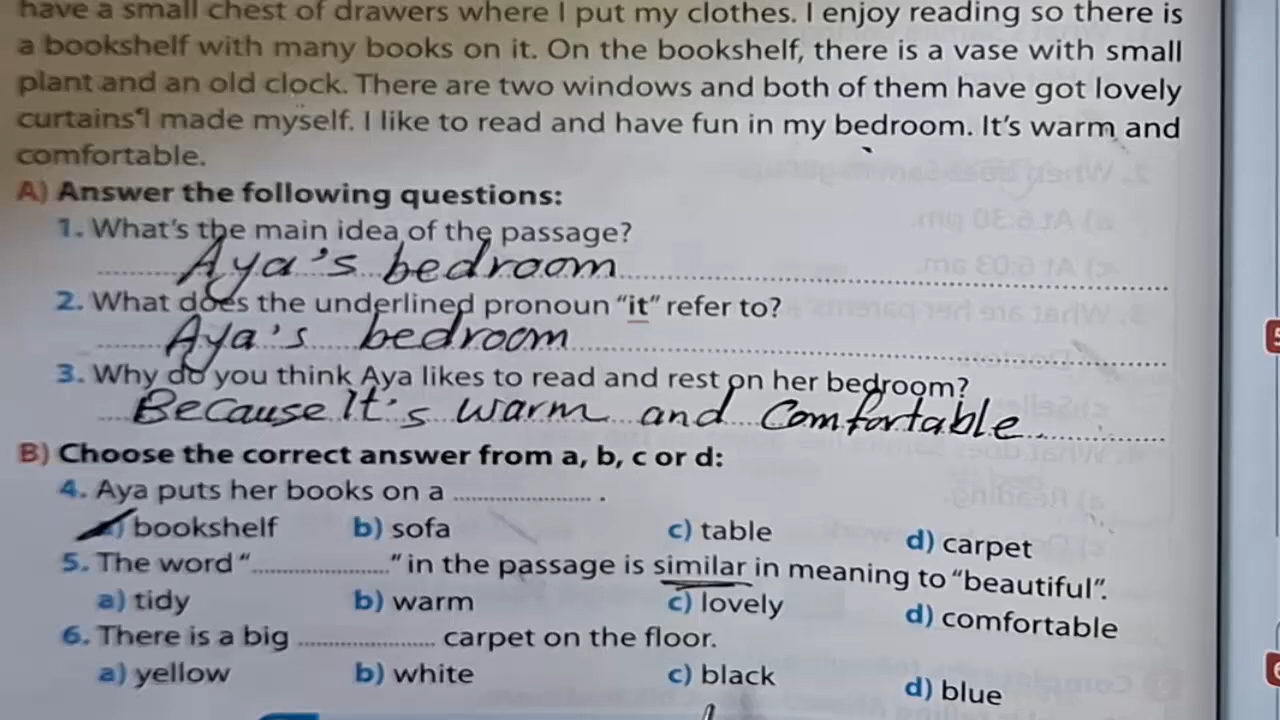 have a small chest of drawers where I put my clothes. I enjoy reading so there is
a bookshelf with many books on it. On the bookshelf, there is a vase with small
plant and an old clock. There are two windows and both of them have got lovely
curtains I made myself. I like to read and have fun in my bedroom. It's warm and
comfortable.
A) Answer the following questions:
1. What's the main idea of the passage?
Aya's bedroom
2. What does the underlined pronoun "it" refer to?
Aya's bedroom
3. Why do you think Aya likes to read and rest on her bedroom?
Because It's warm and Comfortable.
B) Choose the correct answer from a, b, c or d:
4. Aya puts her books on a .................... .
a) bookshelf b) sofa c) table d) carpet
5. The word "...................." in the passage is similar in meaning to "beautiful".
a) tidy b) warm c) lovely d) comfortable
6. There is a big .................... carpet on the floor.
a) yellow b) white c) black d) blue